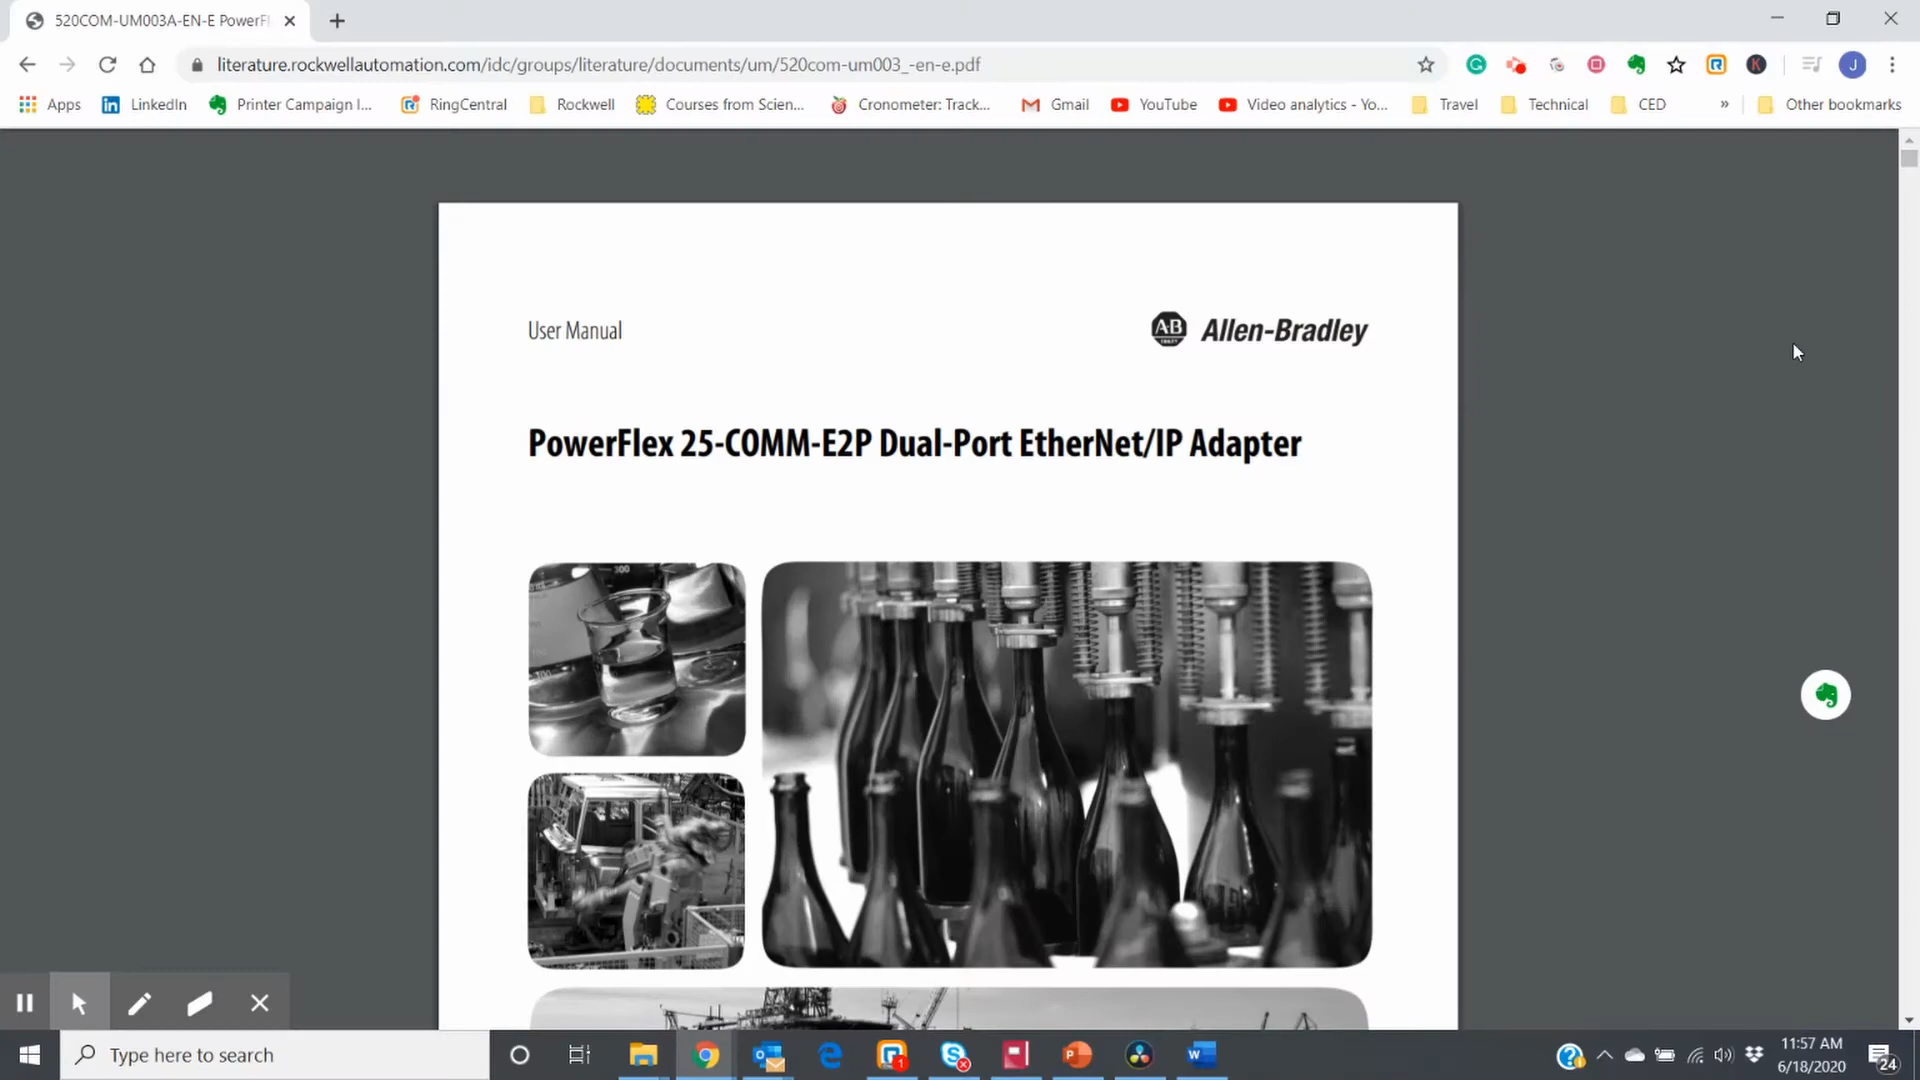 520COM-UM003A-EN-E PowerFl
literature.rockwellautomation.com/idc/groups/literature/documents/um/520com-um003_-en-e.pdf
J
Apps LinkedIn Printer Campaign I... RingCentral Rockwell Courses from Scien... Cronometer: Track... Gmail YouTube Video analytics - Yo... Travel Technical CED » Other bookmarks
User Manual
AB Allen-Bradley
PowerFlex 25-COMM-E2P Dual-Port EtherNet/IP Adapter
300
Type here to search
11:57 AM
6/18/2020
24